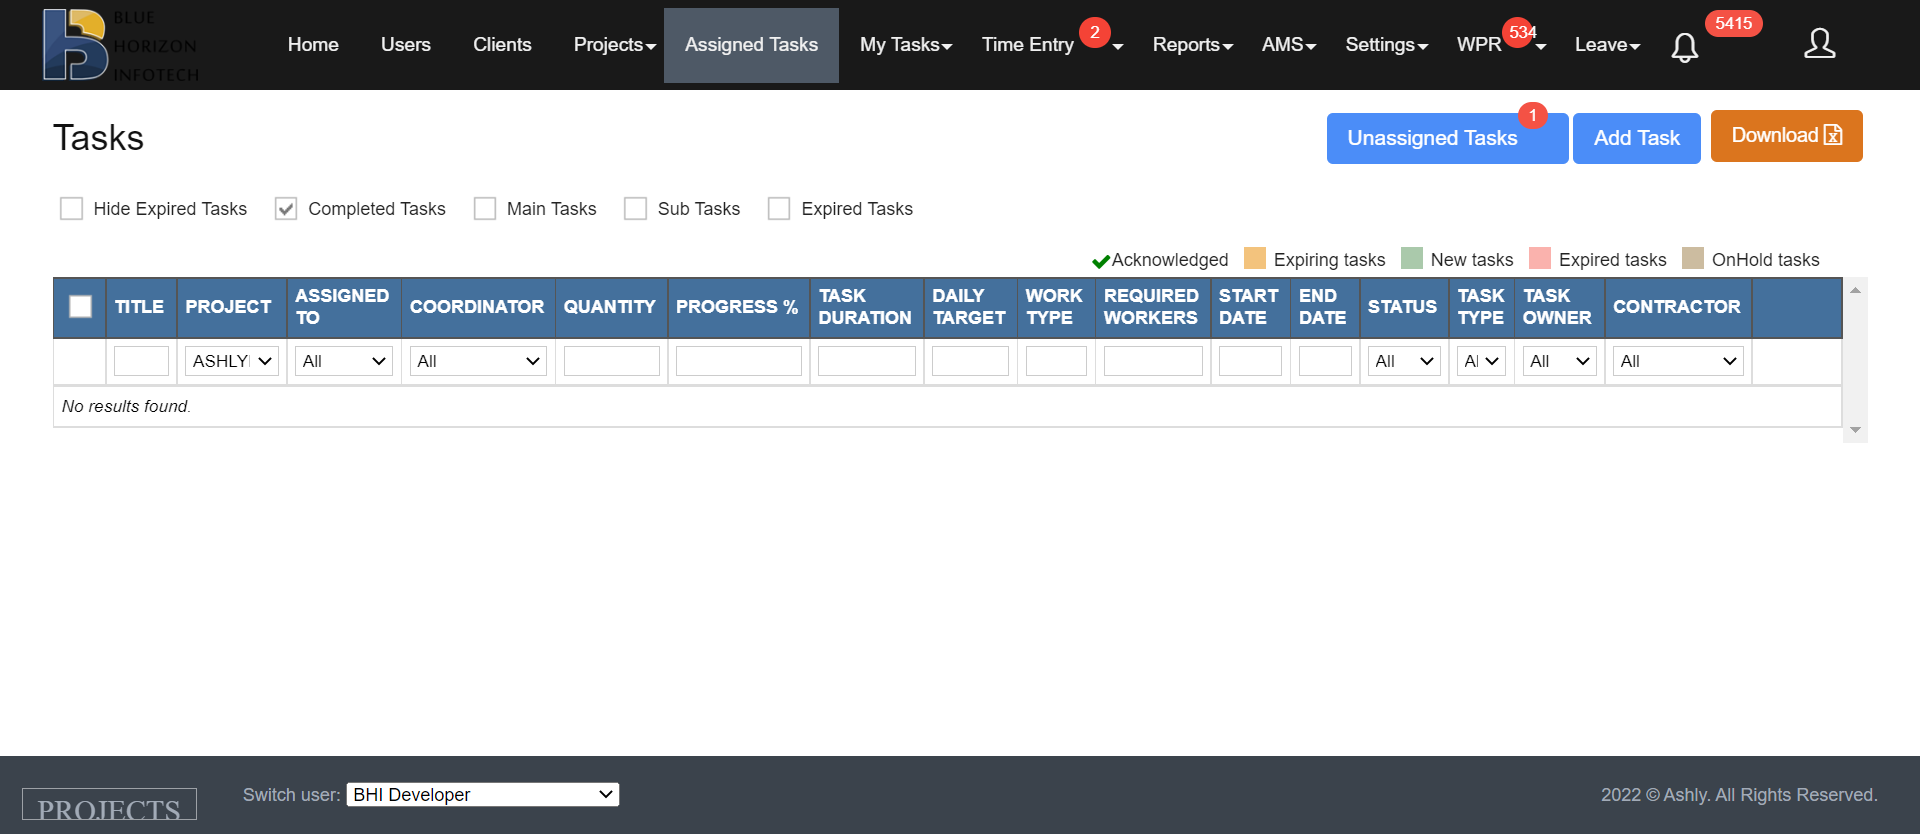 BLUE
HORIZON
INFOTECH
Home Users Clients Projects Assigned Tasks My Tasks Time Entry 2 Reports AMS Settings WPR 534 Leave 5415
Tasks
Unassigned Tasks 1 Add Task Download
Hide Expired Tasks Completed Tasks Main Tasks Sub Tasks Expired Tasks
Acknowledged Expiring tasks New tasks Expired tasks OnHold tasks
TITLE PROJECT ASSIGNED TO COORDINATOR QUANTITY PROGRESS % TASK DURATION DAILY TARGET WORK TYPE REQUIRED WORKERS START DATE END DATE STATUS TASK TYPE TASK OWNER CONTRACTOR
ASHLY All All All Al All All
No results found.
PROJECTS Switch user: BHI Developer 2022 © Ashly. All Rights Reserved.